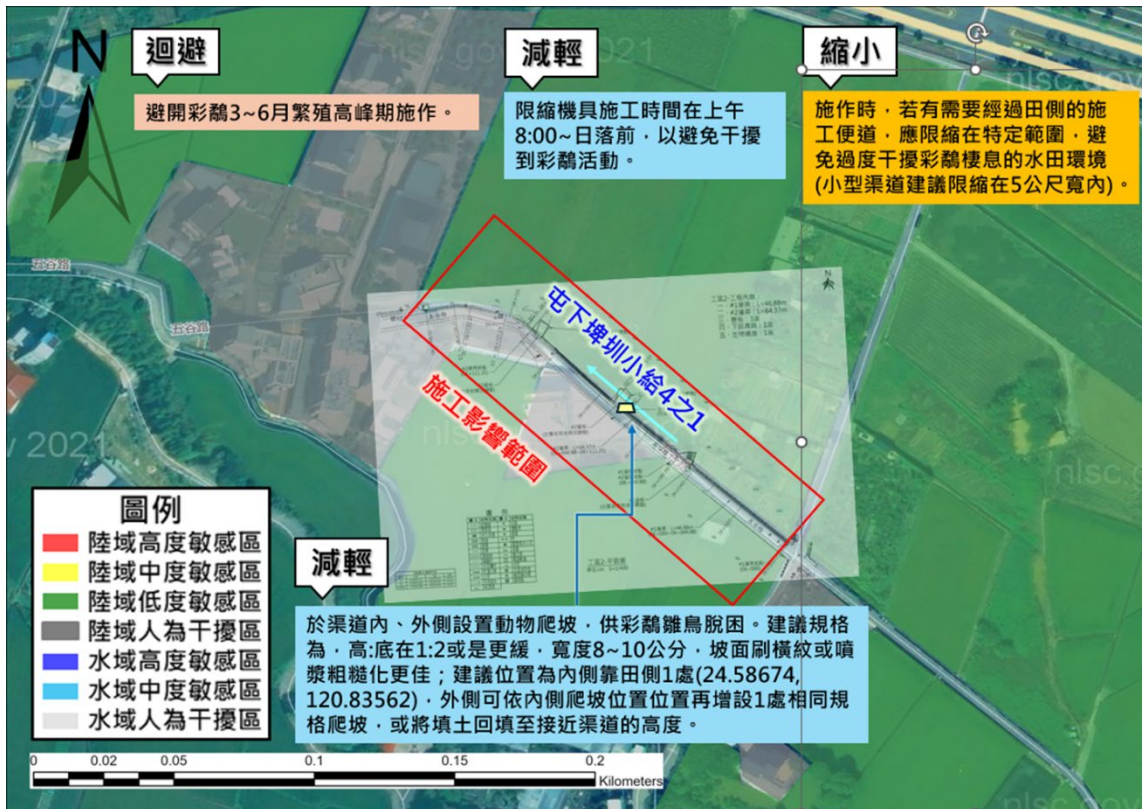 N
迴避
避開彩鷸3~6月繁殖高峰期施作。
減輕
限縮機具施工時間在上午
8:00~日落前，以避免干擾
到彩鷸活動。
縮小
施作時，若有需要經過田側的施
工便道，應限縮在特定範圍，避
免過度干擾彩鷸棲息的水田環境
(小型渠道建議限縮在5公尺寬內)。
nlsc.gov 2021
五谷路
五谷路
屯下埤圳小給4之1
施工影響範圍
N
工區2-平面圖
圖例
陸域高度敏感區
陸域中度敏感區
陸域低度敏感區
陸域人為干擾區
水域高度敏感區
水域中度敏感區
水域人為干擾區
減輕
於渠道內、外側設置動物爬坡，供彩鷸雛鳥脫困。建議規格
為，高:底在1:2或是更緩，寬度8~10公分，坡面刷橫紋或噴
漿粗糙化更佳；建議位置為內側靠田側1處(24.58674,
120.83562)，外側可依內側爬坡位置位置再增設1處相同規
格爬坡，或將填土回填至接近渠道的高度。
0 0.02 0.05 0.1 0.15 0.2
Kilometers